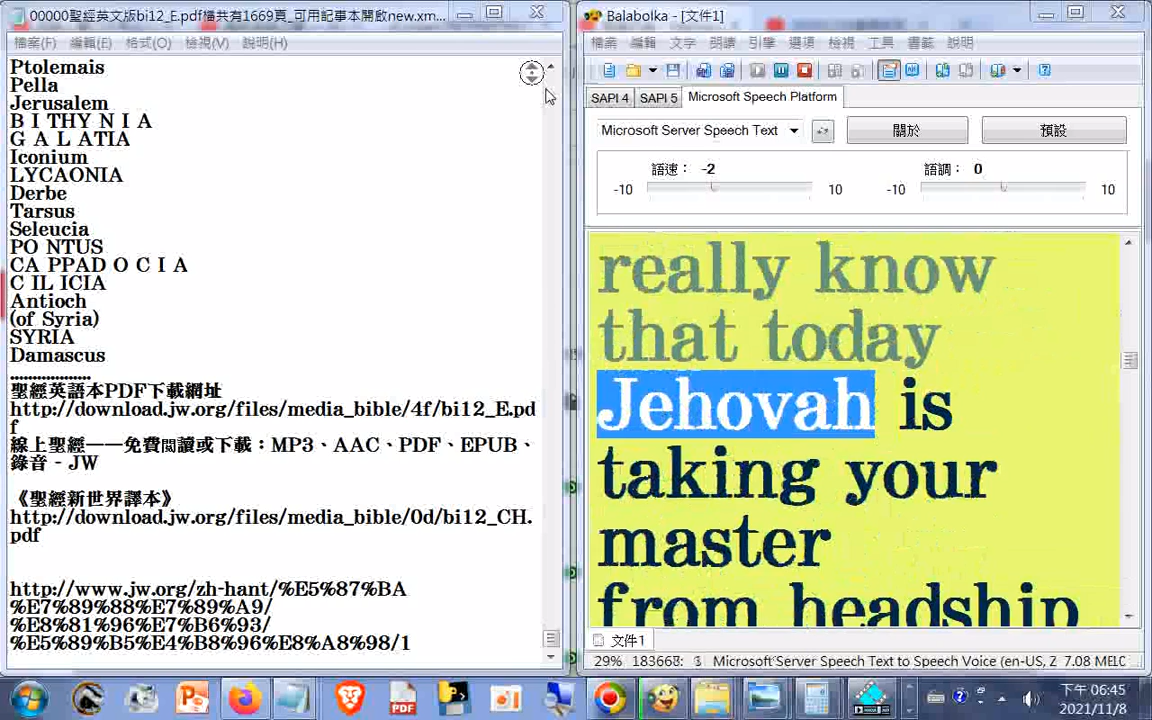 00000聖經英文版bi12_E.pdf檔共有1669頁_可用記事本開啟new.xm...
檔案(F) 編輯(E) 格式(O) 檢視(V) 說明(H)
Ptolemais
Pella
Jerusalem
B I THY N I A
G A L ATIA
Iconium
LYCAONIA
Derbe
Tarsus
Seleucia
PO NTUS
CA PPAD O C I A
C IL ICIA
Antioch
(of Syria)
SYRIA
Damascus
..................
聖經英語本PDF下載網址
http://download.jw.org/files/media_bible/4f/bi12_E.pd
f
線上聖經——免費閱讀或下載：MP3、AAC、PDF、EPUB、
錄音 - JW
《聖經新世界譯本》
http://download.jw.org/files/media_bible/0d/bi12_CH.
pdf
http://www.jw.org/zh-hant/%E5%87%BA
%E7%89%88%E7%89%A9/
%E8%81%96%E7%B6%93/
%E5%89%B5%E4%B8%96%E8%A8%98/1
Balabolka - [文件1]
檔案 編輯 文字 朗讀 引擎 選項 檢視 工具 書籤 說明
SAPI 4 SAPI 5 Microsoft Speech Platform
Microsoft Server Speech Text 關於 預設
語速： -2 語調： 0
-10 10 -10 10
really know
that today
Jehovah is
taking your
master
from headship
文件1
29% Microsoft Server Speech Text to Speech Voice (en-US, Z 7.08 MELC
下午 06:45
2021/11/8